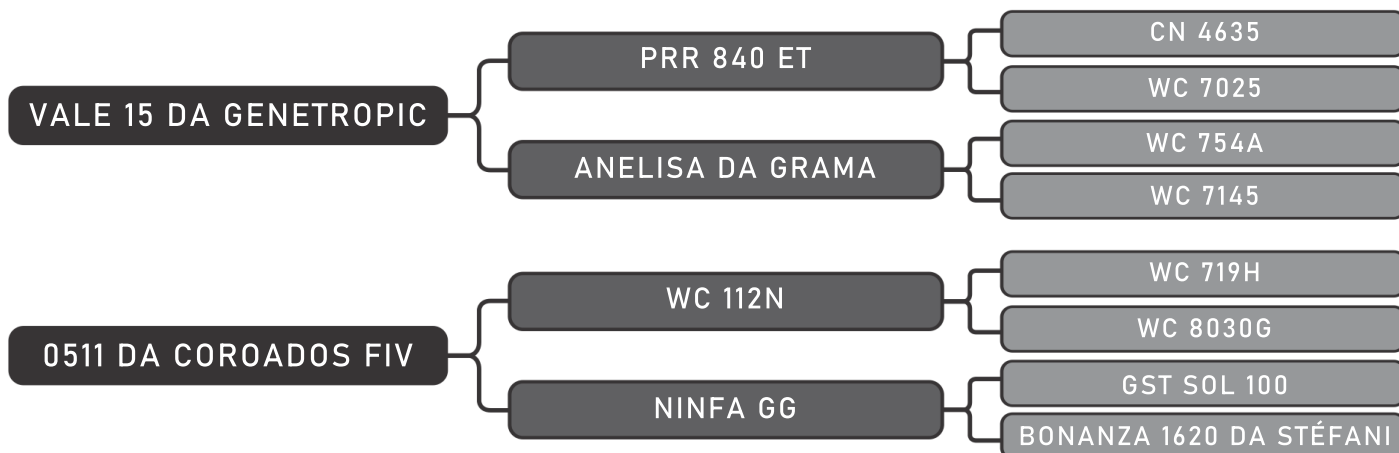 VALE 15 DA GENETROPIC
PRR 840 ET
CN 4635
WC 7025
ANELISA DA GRAMA
WC 754A
WC 7145
0511 DA COROADOS FIV
WC 112N
WC 719H
WC 8030G
NINFA GG
GST SOL 100
BONANZA 1620 DA STÉFANI